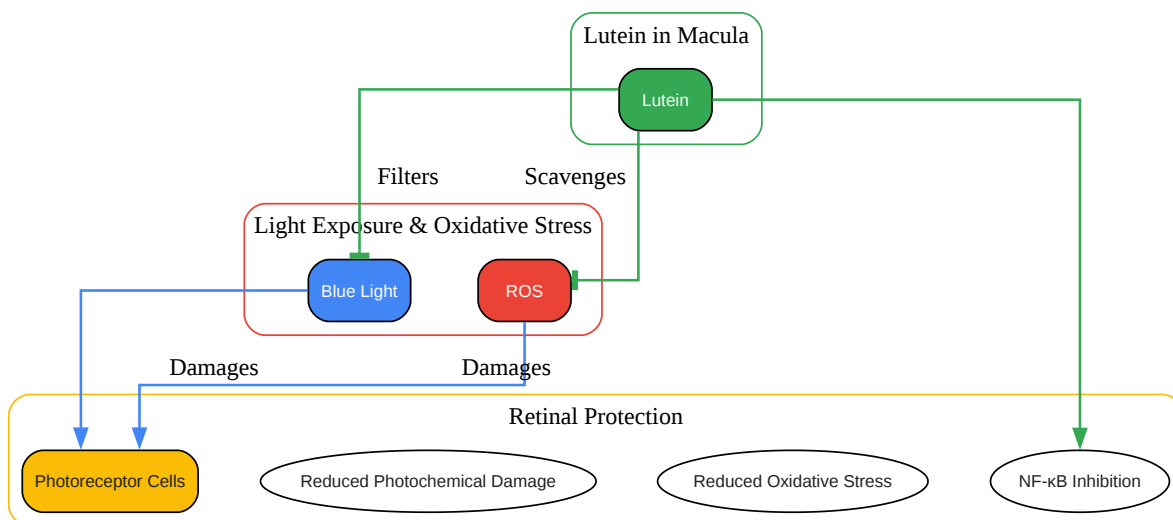 Lutein in Macula
Lutein
Filters
Scavenges
Light Exposure & Oxidative Stress
Blue Light
ROS
Damages
Damages
Retinal Protection
Photoreceptor Cells
Reduced Photochemical Damage
Reduced Oxidative Stress
NF-κB Inhibition